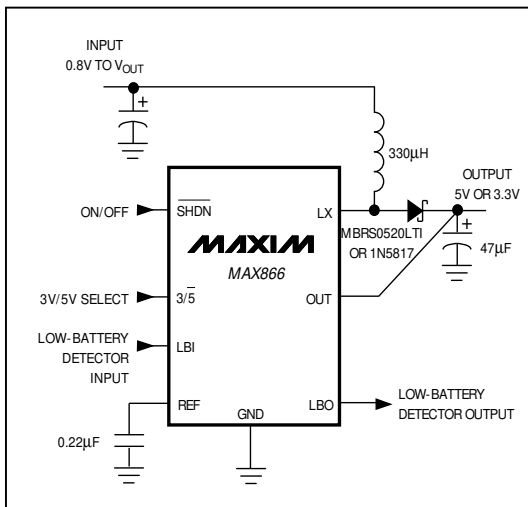 INPUT
0.8V TO VOUT
+
330µH
OUTPUT
5V OR 3.3V
ON/OFF
SHDN
LX
MBRS0520LTI
OR 1N5817
+
47µF
MAXIM
MAX866
3V/5V SELECT
3/5
OUT
LOW-BATTERY
DETECTOR
INPUT
LBI
REF
GND
LBO
LOW-BATTERY
DETECTOR OUTPUT
0.22µF